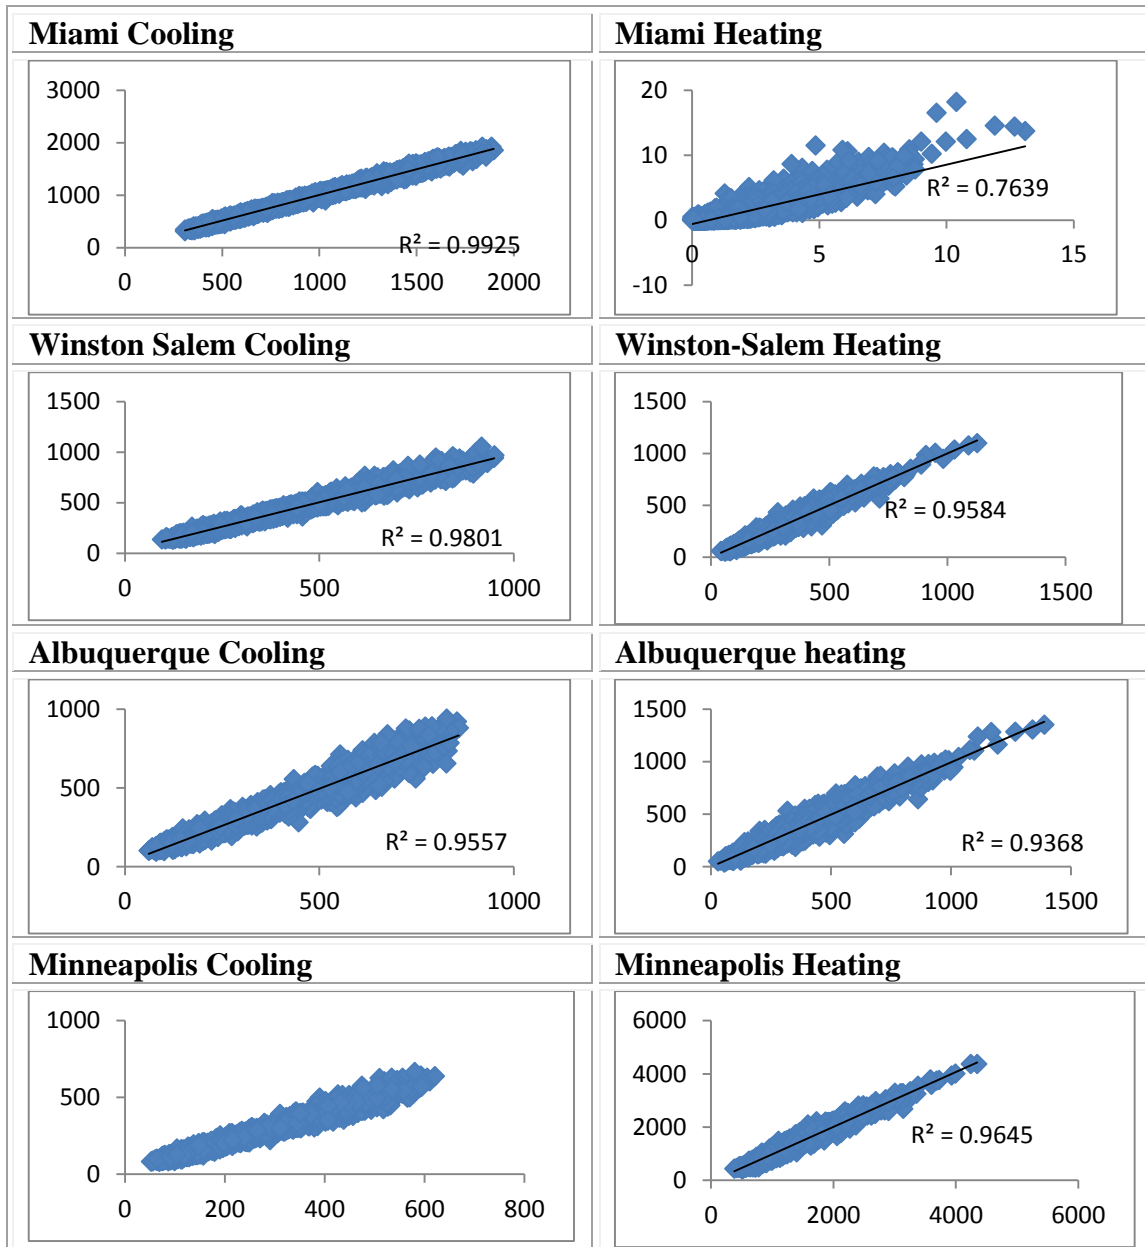 Miami Cooling
Miami Heating
3000
2000
1000
0
0 500 1000 1500 2000
R² = 0.9925
20
10
0
-10
0 5 10 15
R² = 0.7639
Winston Salem Cooling
Winston-Salem Heating
1500
1000
500
0
0 500 1000
R² = 0.9801
1500
1000
500
0
0 500 1000 1500
R² = 0.9584
Albuquerque Cooling
Albuquerque heating
1000
500
0
0 500 1000
R² = 0.9557
1500
1000
500
0
0 500 1000 1500
R² = 0.9368
Minneapolis Cooling
Minneapolis Heating
1000
500
0
0 200 400 600 800
6000
4000
2000
0
0 2000 4000 6000
R² = 0.9645